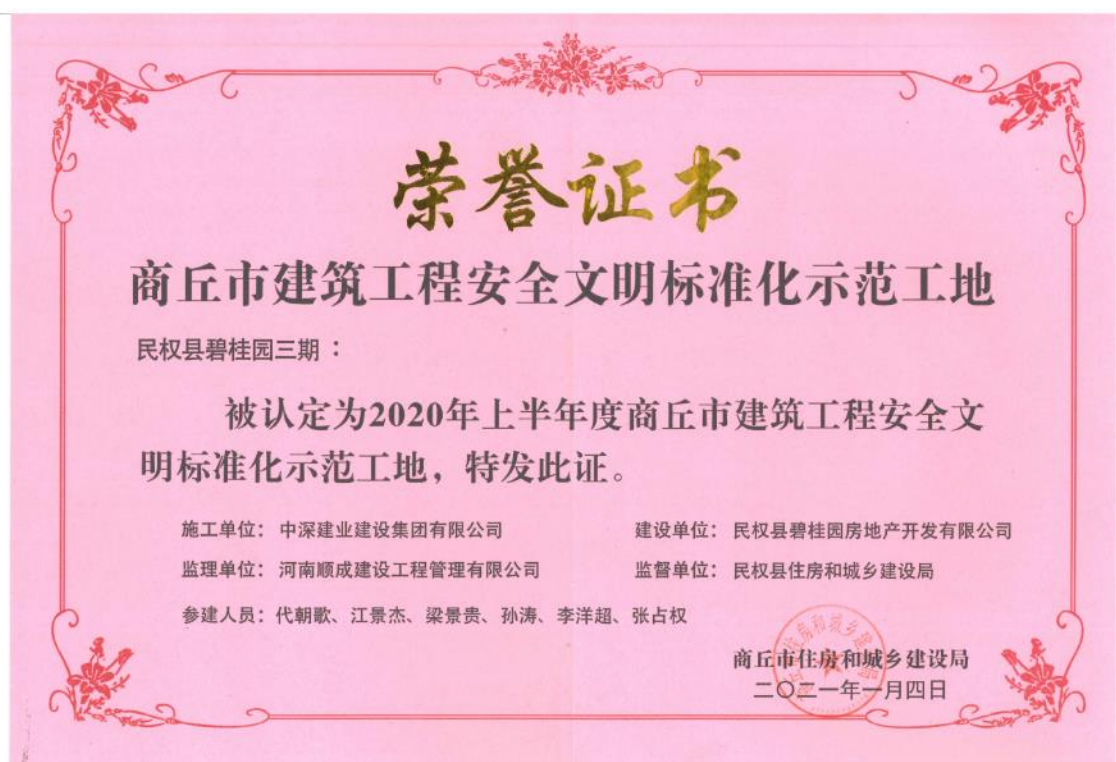 荣誉证书
商丘市建筑工程安全文明标准化示范工地
民权县碧桂园三期：
被认定为2020年上半年度商丘市建筑工程安全文
明标准化示范工地，特发此证。
施工单位：中深建业建设集团有限公司 建设单位：民权县碧桂园房地产开发有限公司
监理单位：河南顺成建设工程管理有限公司 监督单位：民权县住房和城乡建设局
参建人员：代朝歌、江景杰、梁景贵、孙涛、李洋超、张占权
商丘市住房和城乡建设局
二〇二一年一月四日